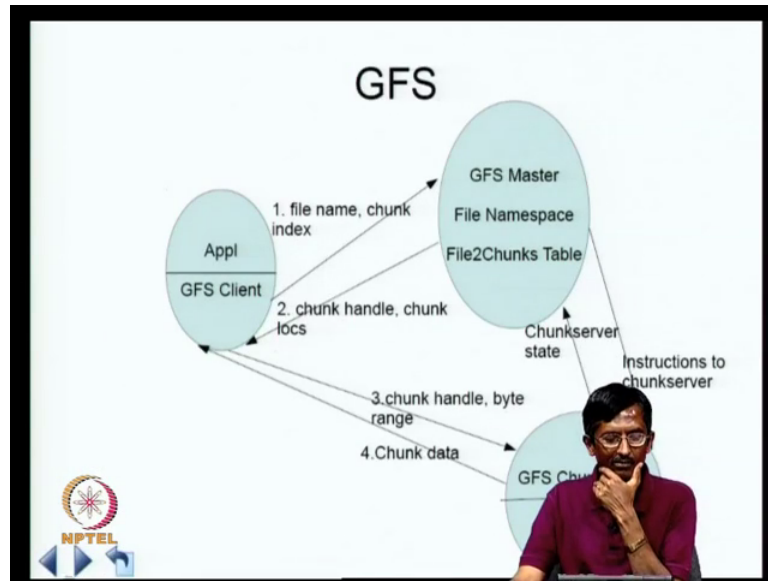 GFS
GFS Master
File Namespace
File2Chunks Table
1. file name, chunk
index
Appl
GFS Client
2. chunk handle, chunk
locs
Chunkserver
state
Instructions to
chunkserver
3.chunk handle, byte
range
4.Chunk data
GFS
NPTEL